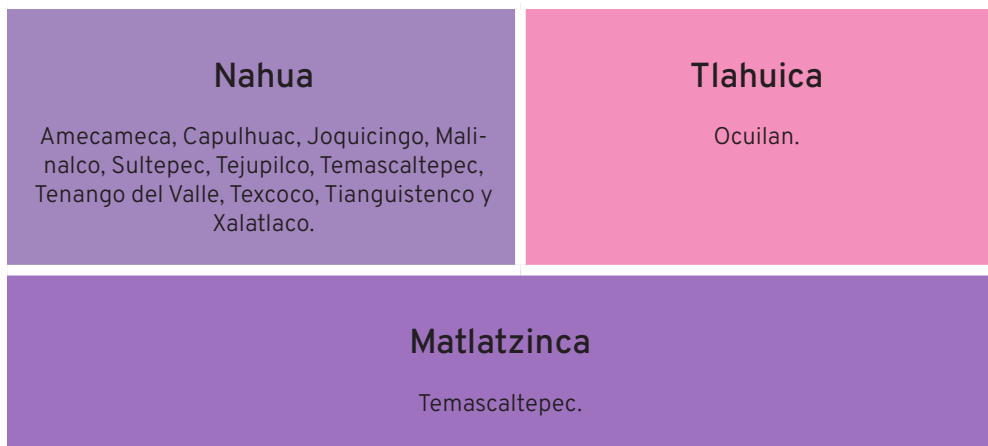 Nahua
Amecameca, Capulhuac, Joquicingo, Mali-
nalco, Sultepec, Tejupilco, Temascaltepec,
Tenango del Valle, Texcoco, Tianguistenco y
Xalatlaco.
Tlahuica
Ocuilan.
Matlatzinca
Temascaltepec.